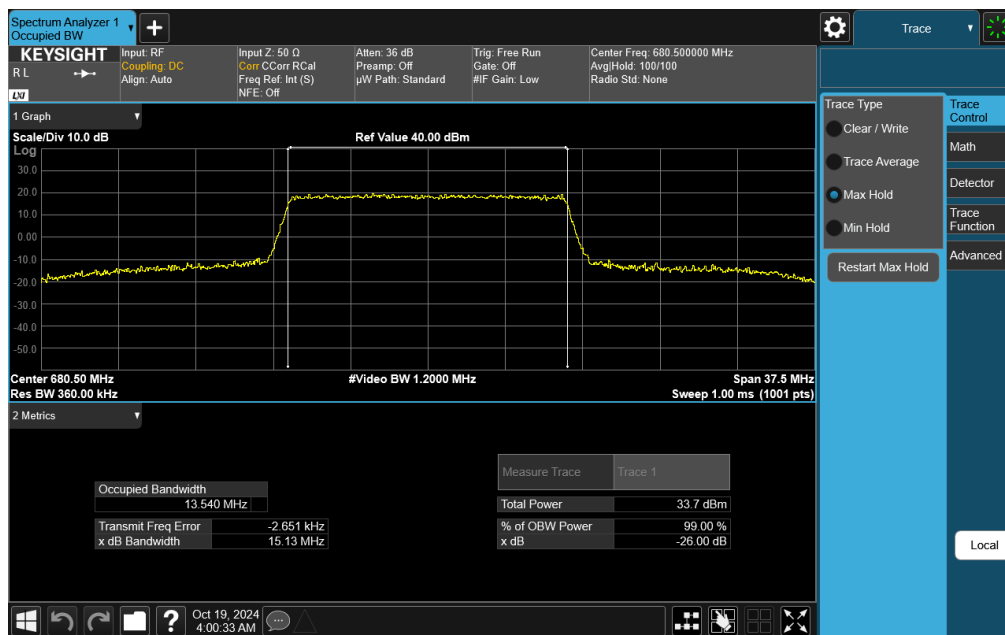 Spectrum Analyzer 1
Occupied BW
KEYSIGHT
R L
LXI
Input: RF
Coupling: DC
Align: Auto
Input Z: 50 Ω
Corr CCorr RCal
Freq Ref: Int (S)
NFE: Off
Atten: 36 dB
Preamp: Off
µW Path: Standard
Trig: Free Run
Gate: Off
#IF Gain: Low
Center Freq: 680.500000 MHz
Avg|Hold: 100/100
Radio Std: None
1 Graph
Scale/Div 10.0 dB
Ref Value 40.00 dBm
Log
30.0
20.0
10.0
0.00
-10.0
-20.0
-30.0
-40.0
-50.0
Center 680.50 MHz
#Video BW 1.2000 MHz
Span 37.5 MHz
Res BW 360.00 kHz
Sweep 1.00 ms (1001 pts)
2 Metrics
Occupied Bandwidth
13.540 MHz
Transmit Freq Error -2.651 kHz
x dB Bandwidth 15.13 MHz
Measure Trace Trace 1
Total Power 33.7 dBm
% of OBW Power 99.00 %
x dB -26.00 dB
Oct 19, 2024
4:00:33 AM
Trace
Trace Type
Clear / Write
Trace Average
Max Hold
Min Hold
Restart Max Hold
Trace
Control
Math
Detector
Trace
Function
Advanced
Local